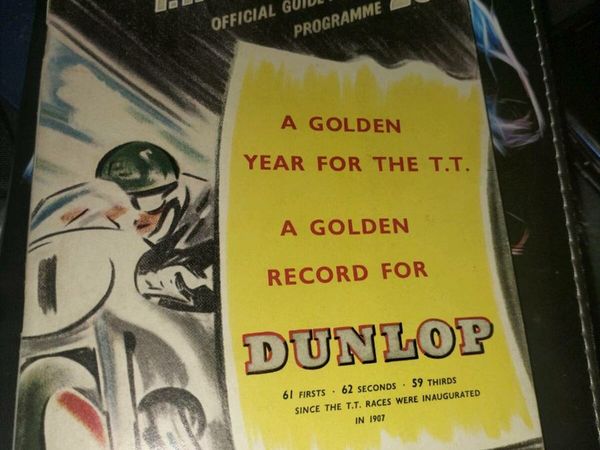 OFFICIAL GUIDE
PROGRAMME
A GOLDEN
YEAR FOR THE T.T.
A GOLDEN
RECORD FOR
DUNLOP
61 FIRSTS · 62 SECONDS · 59 THIRDS
SINCE THE T.T. RACES WERE INAUGURATED
IN 1907